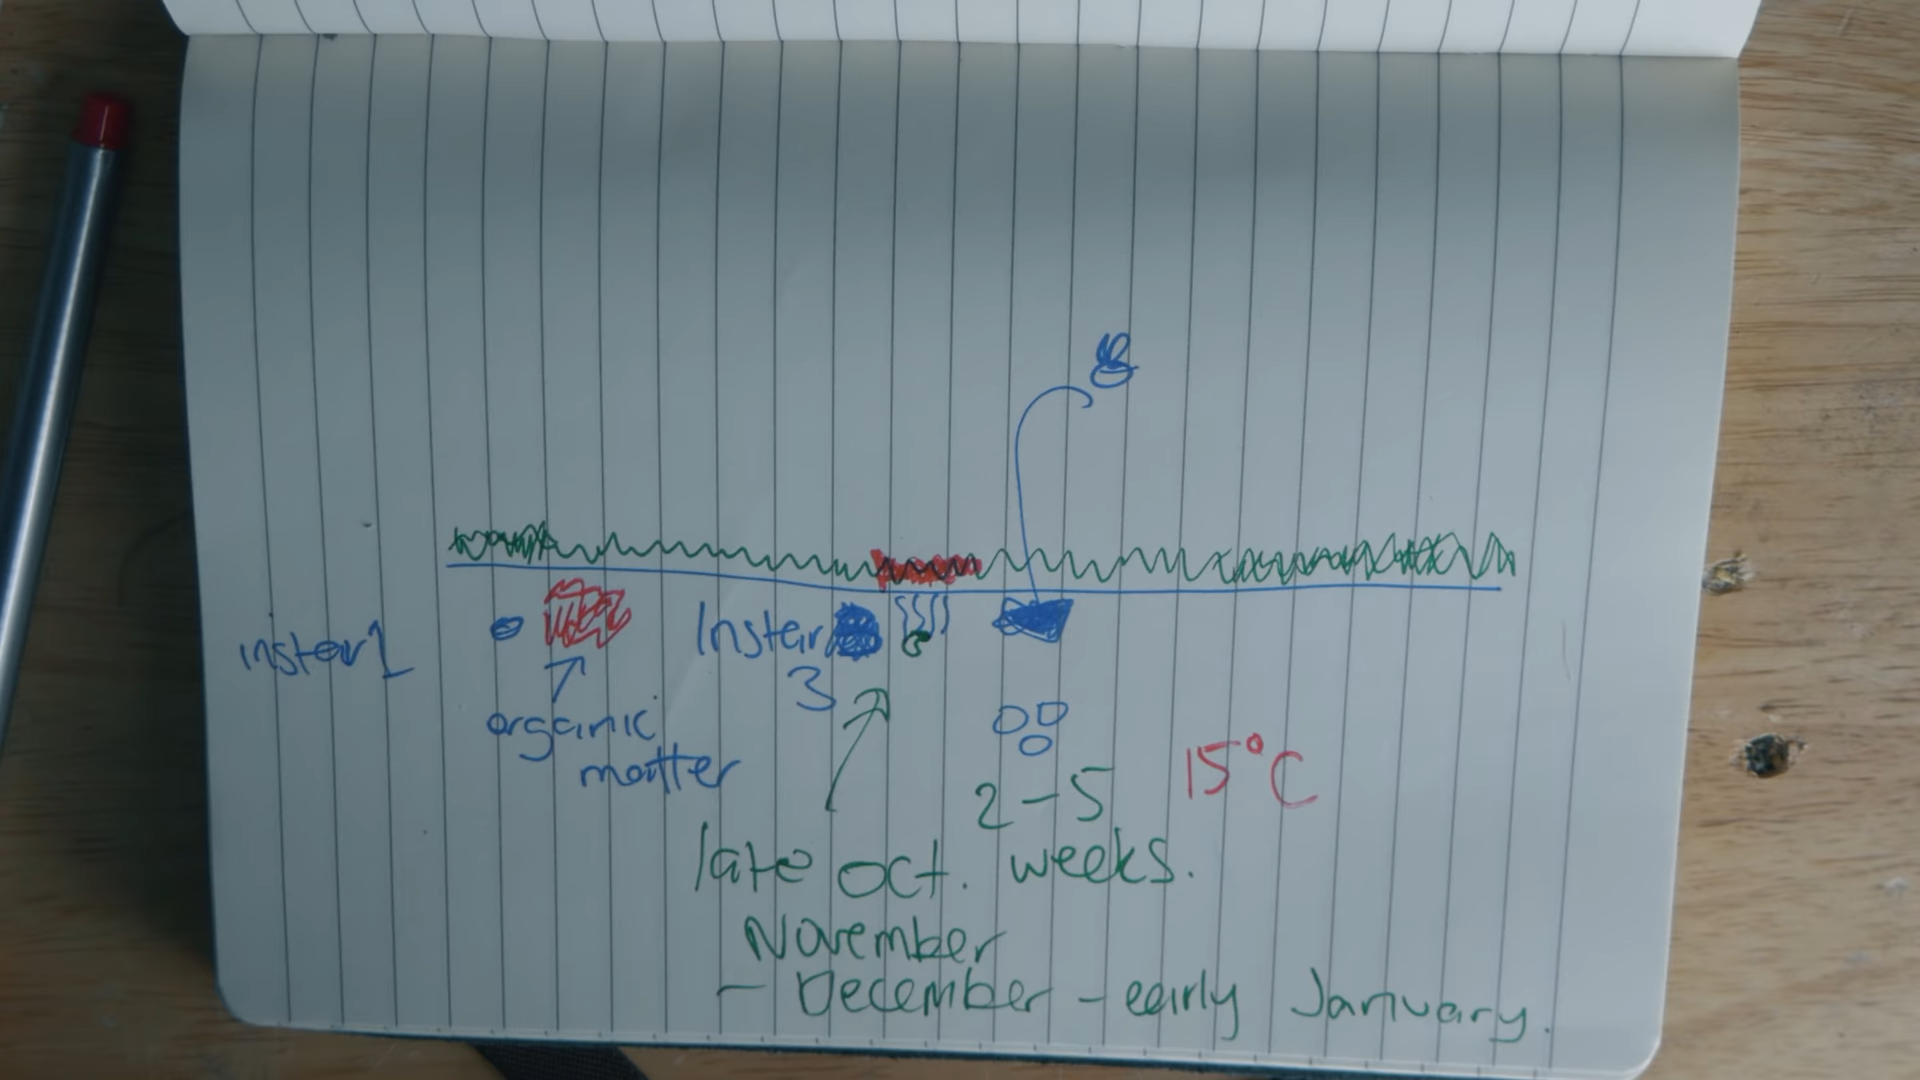 instar 1
organic
matter
Instar
3
2-5
weeks.
15°C
late oct.
November
- December - early January.